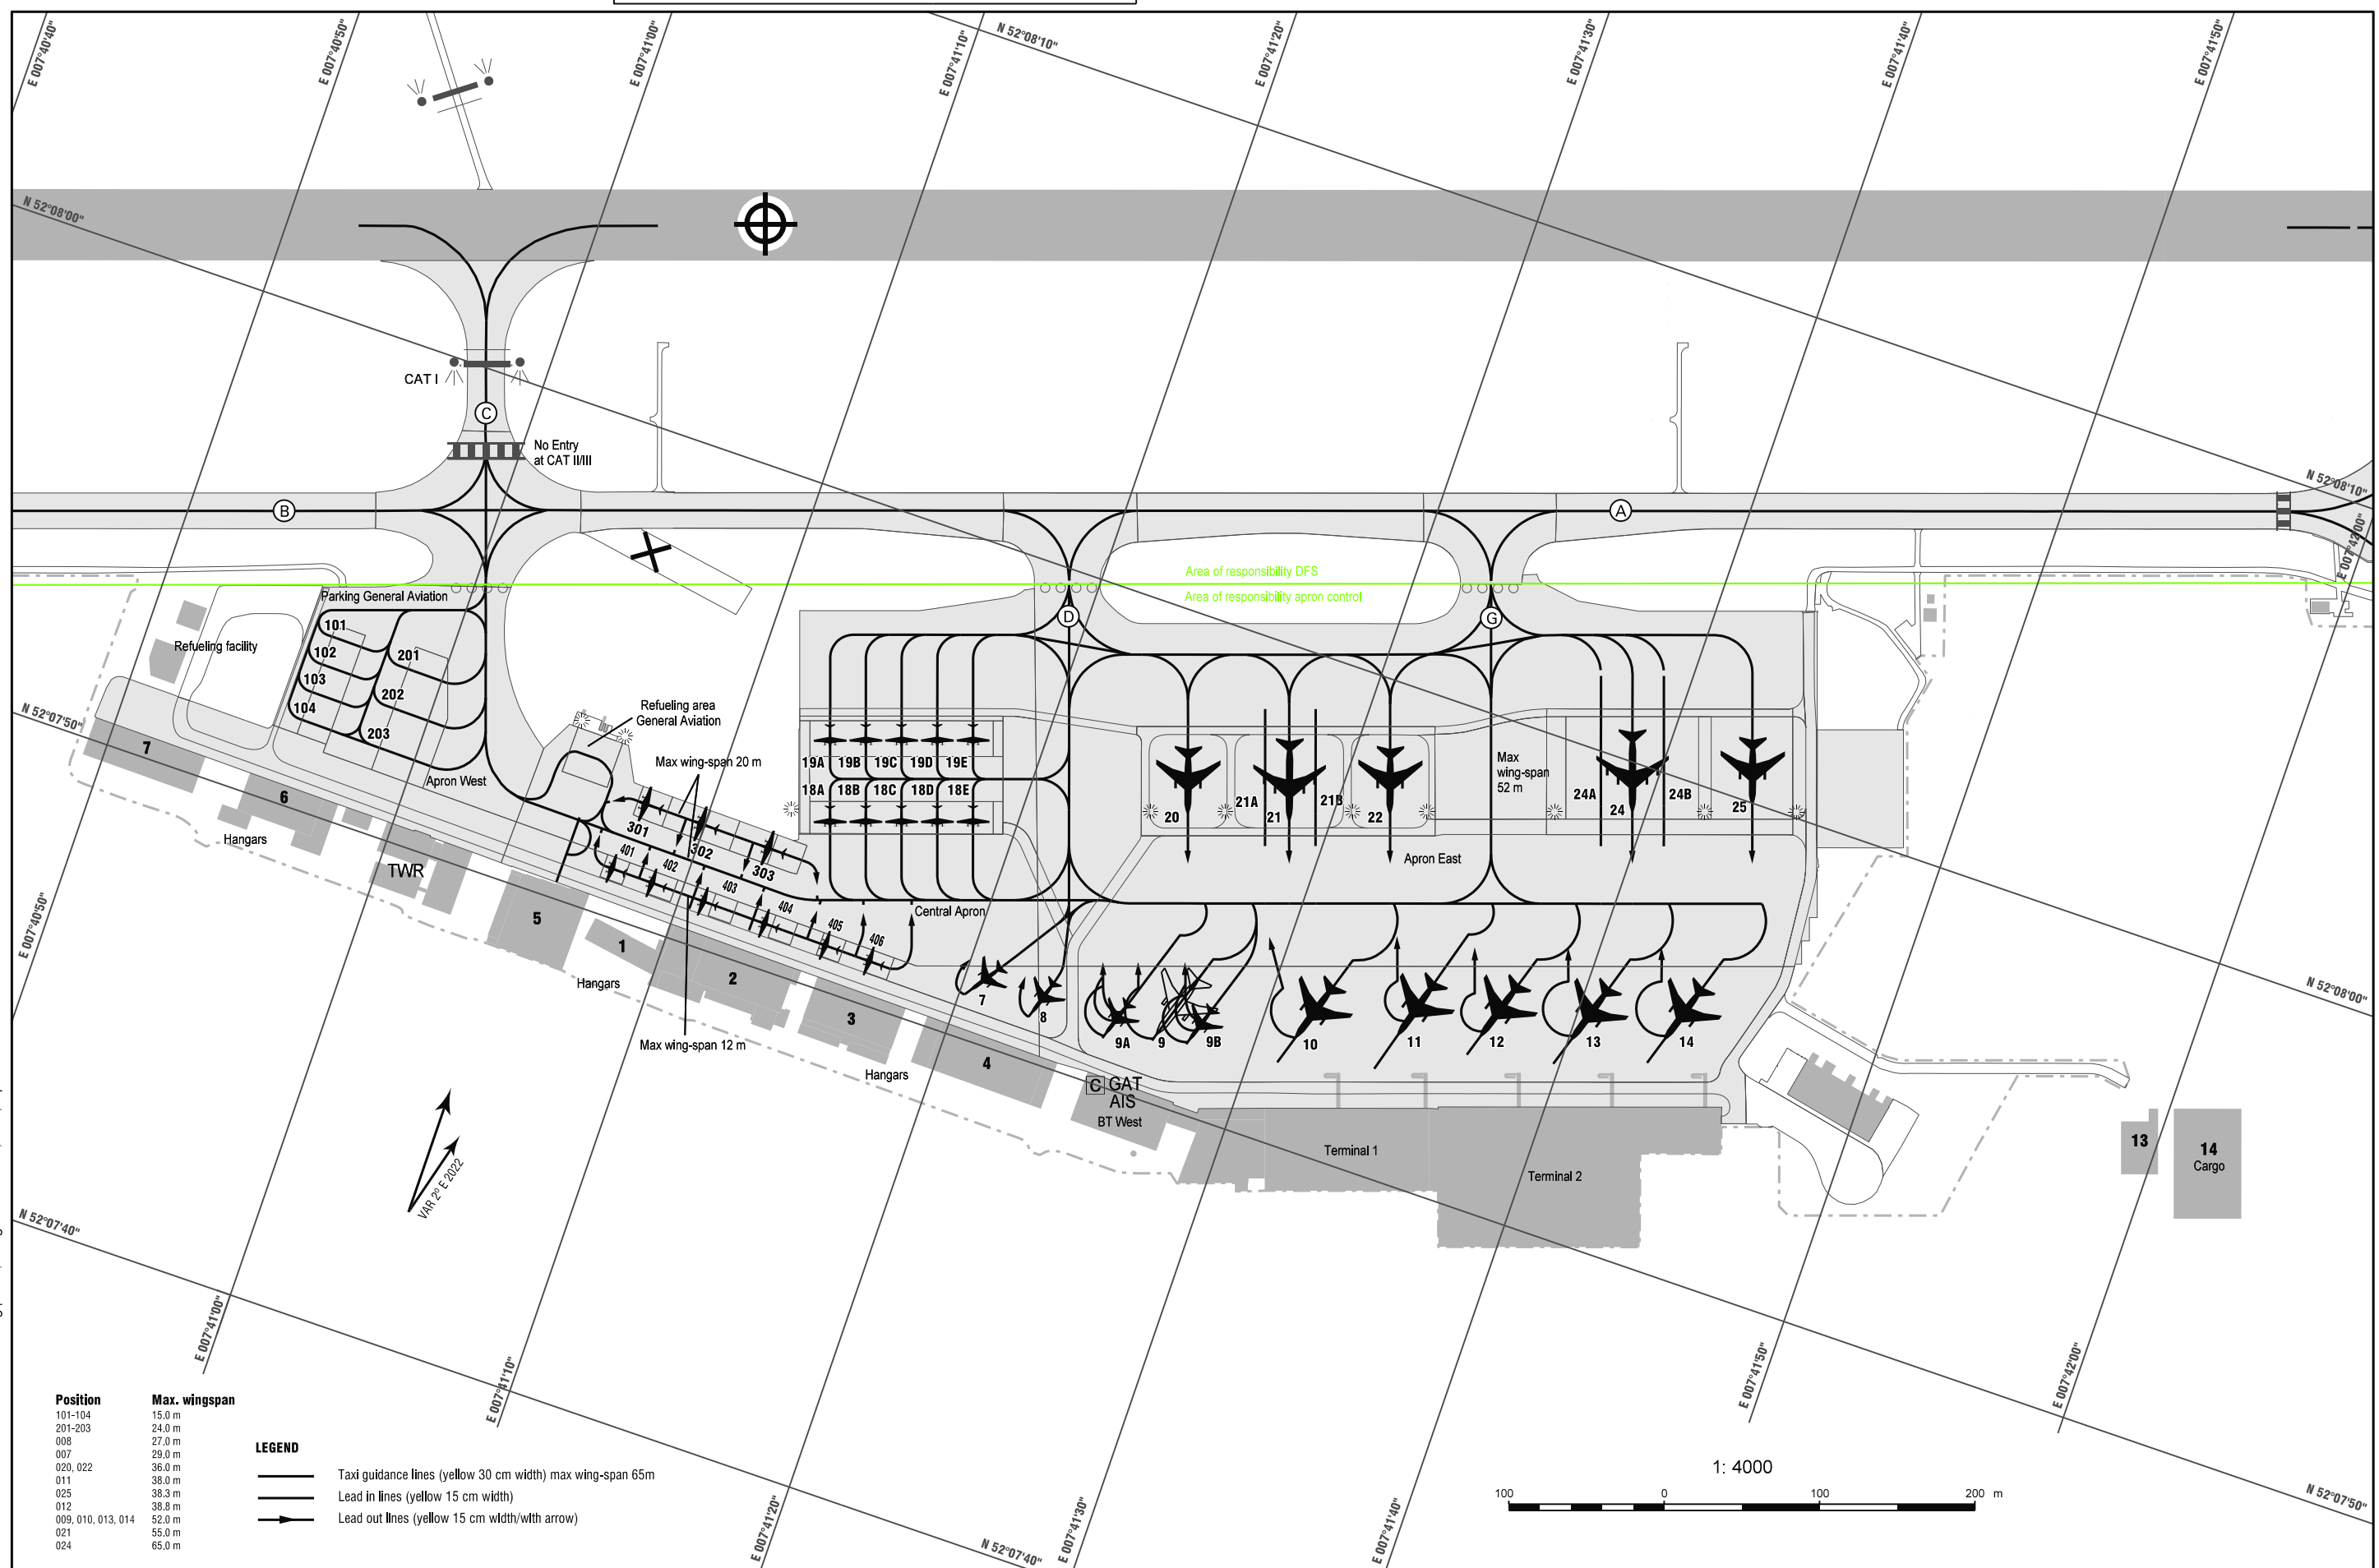 E 007°40'40"
E 007°40'50"
E 007°41'00"
E 007°41'10"
N 52°08'10"
E 007°41'20"
E 007°41'30"
E 007°41'40"
E 007°41'50"
N 52°08'00"
CAT I
C
No Entry
at CAT II/III
B
A
N 52°08'10"
E 007°42'00"
Area of responsibility DFS
Area of responsibility apron control
Parking General Aviation
D
G
101
102
103
104
201
202
203
Refueling facility
Refueling area
General Aviation
N 52°07'50"
7
6
Apron West
Max wing-span 20 m
19A
19B
19C
19D
19E
18A
18B
18C
18D
18E
Max
wing-span
52 m
20
21A
21
21B
22
24A
24
24B
25
301
302
303
401
402
403
404
405
406
Hangars
TWR
Apron East
Central Apron
E 007°40'50"
5
1
2
3
4
Hangars
Hangars
Max wing-span 12 m
7
8
9A
9
9B
10
11
12
13
14
N 52°08'00"
C GAT
AIS
BT West
Terminal 1
Terminal 2
13
14
Cargo
VAR 2° E 2022
N 52°07'40"
E 007°41'00"
E 007°41'10"
E 007°41'20"
E 007°41'30"
E 007°41'40"
E 007°41'50"
E 007°42'00"
N 52°07'40"
N 52°07'50"
Position Max. wingspan
101-104 15.0 m
201-203 24.0 m
008 27.0 m
007 29.0 m
020, 022 36.0 m
011 38.0 m
025 38.3 m
012 38.8 m
009, 010, 013, 014 52.0 m
021 55.0 m
024 65.0 m
LEGEND
Taxi guidance lines (yellow 30 cm width) max wing-span 65m
Lead in lines (yellow 15 cm width)
Lead out lines (yellow 15 cm width/with arrow)
1: 4000
100 0 100 200 m